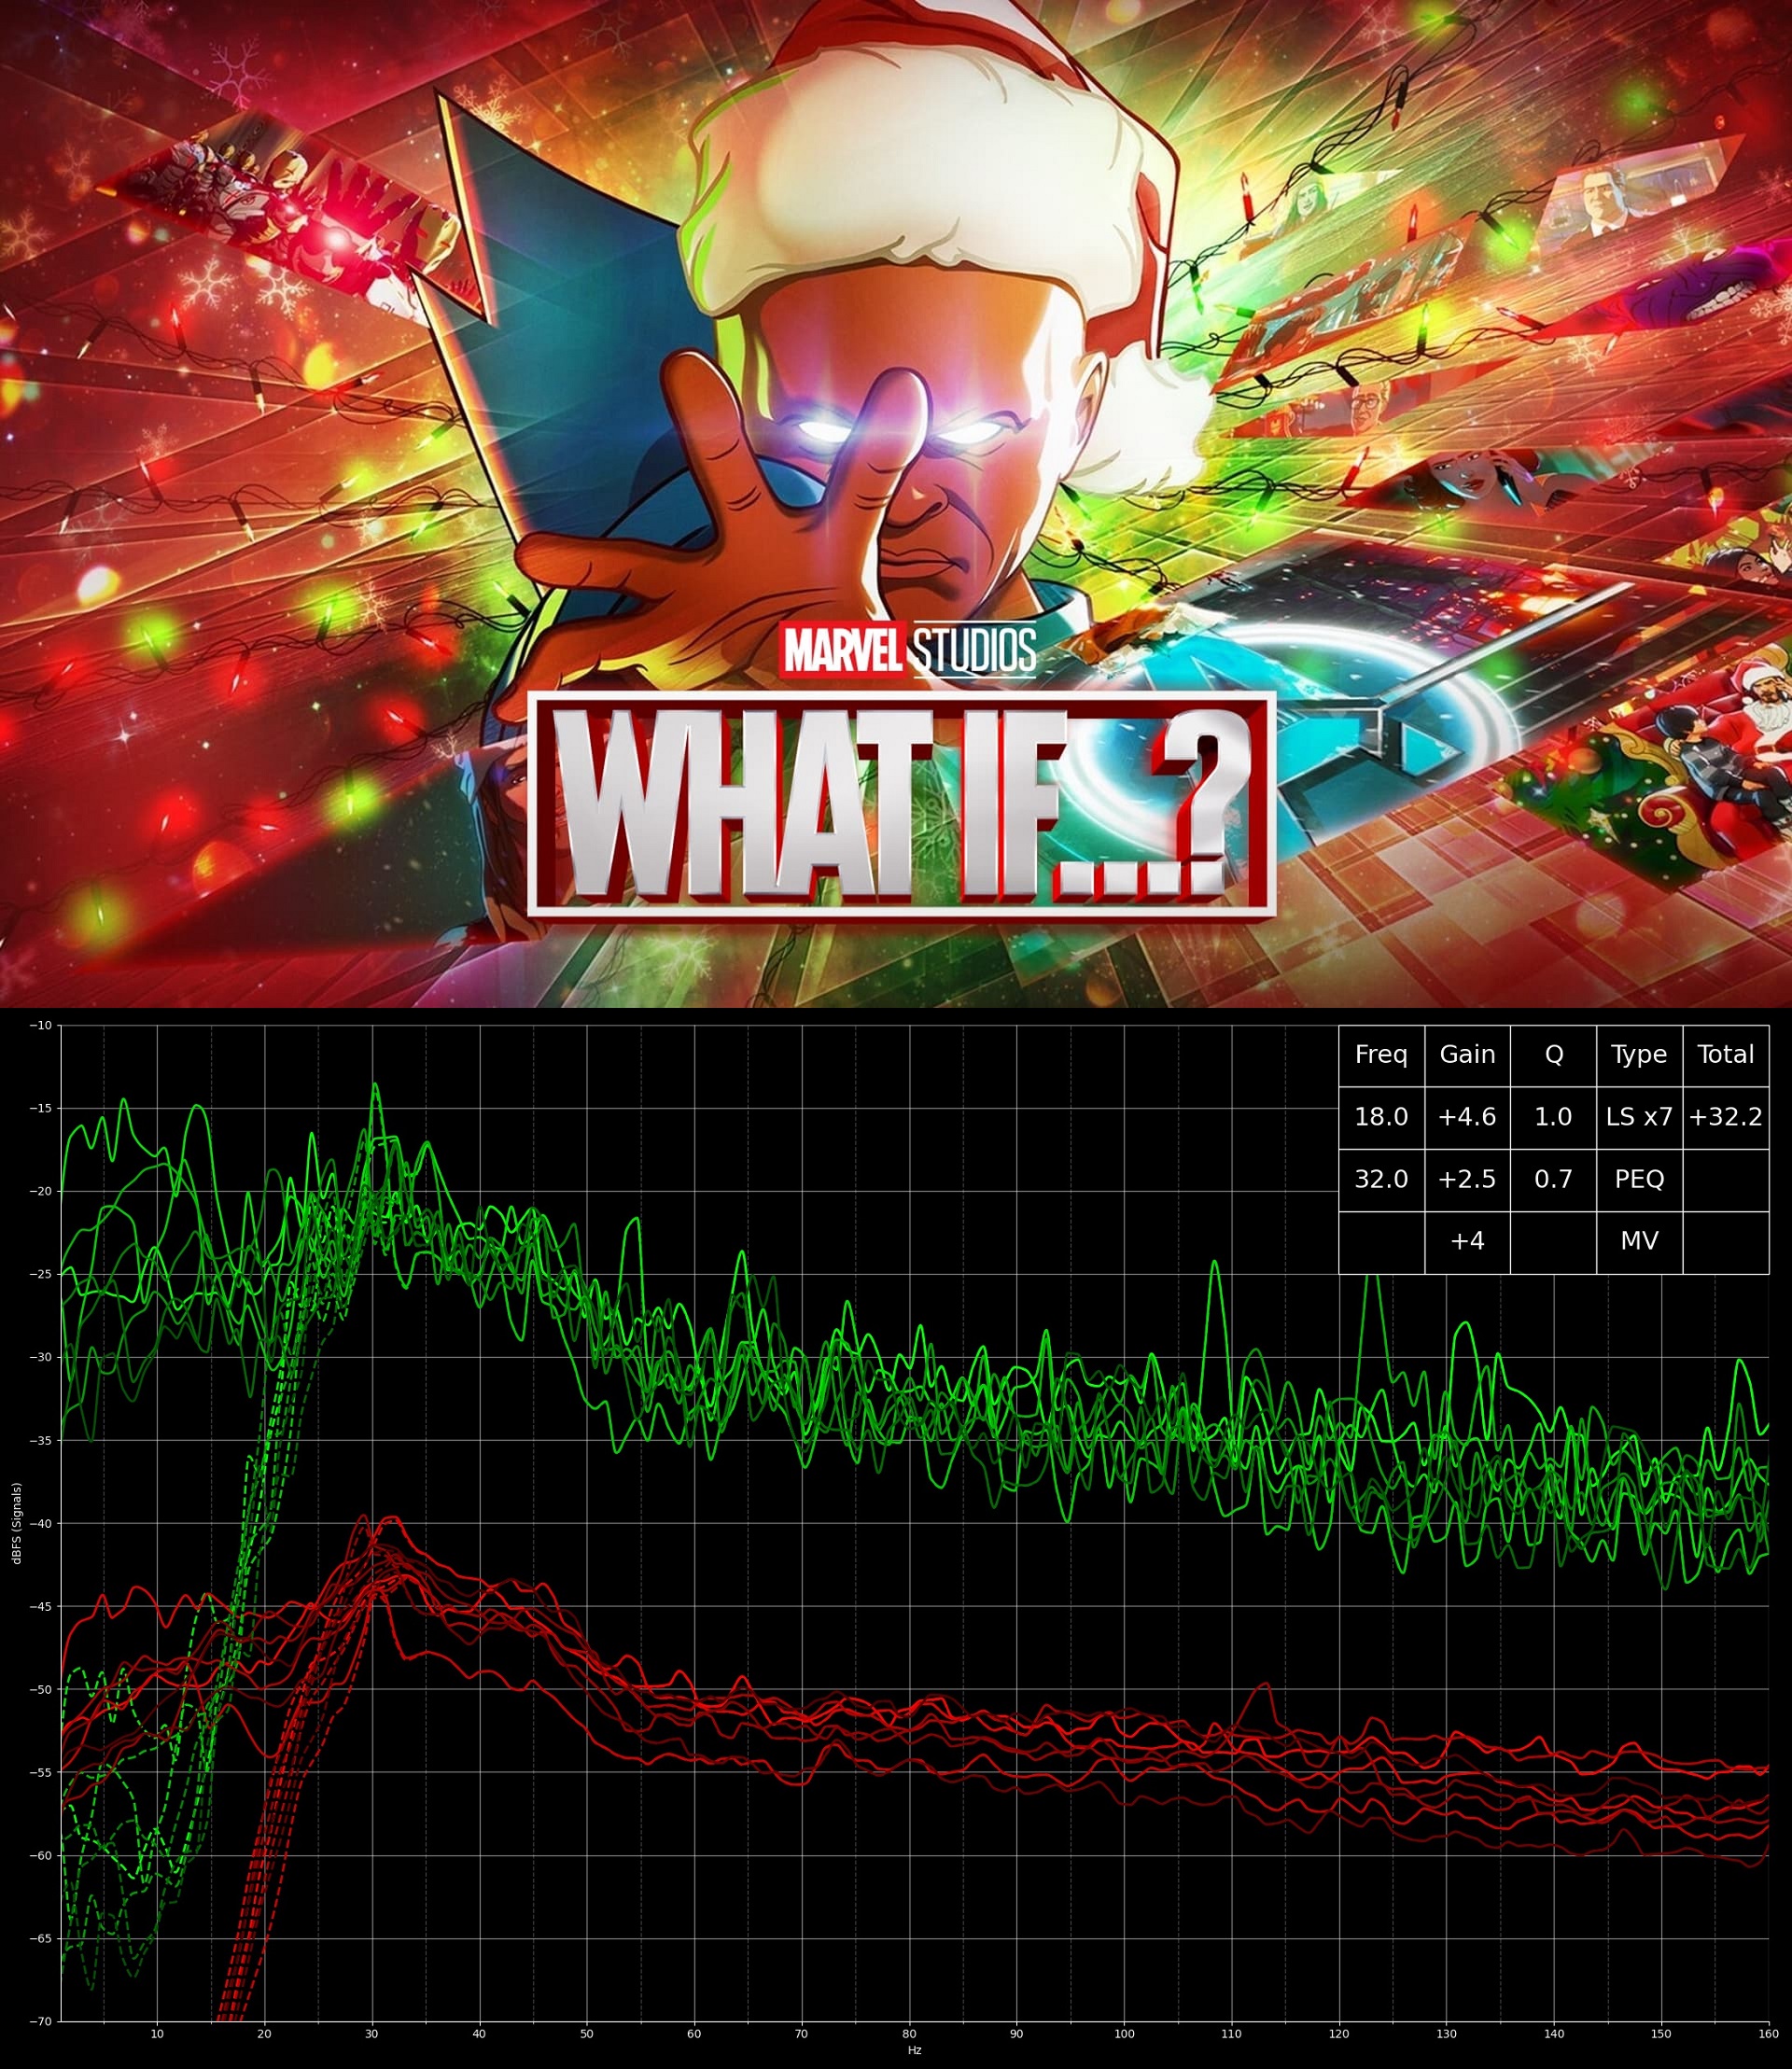 MARVEL STUDIOS
WHAT IF...?
Freq Gain Q Type Total
18.0 +4.6 1.0 LS x7 +32.2
32.0 +2.5 0.7 PEQ
+4 MV
−10
−15
−20
−25
−30
−35
−40
−45
−50
−55
−60
−65
−70
dBFS (Signals)
10 20 30 40 50 60 70 80 90 100 110 120 130 140 150 160
Hz